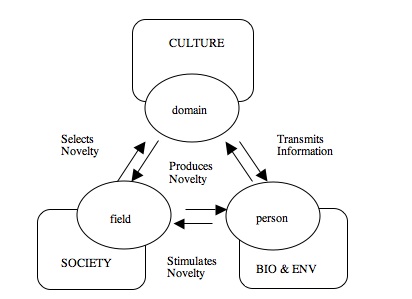 CULTURE
domain
Selects
Novelty
Transmits
Information
Produces
Novelty
field
person
SOCIETY
Stimulates
Novelty
BIO & ENV